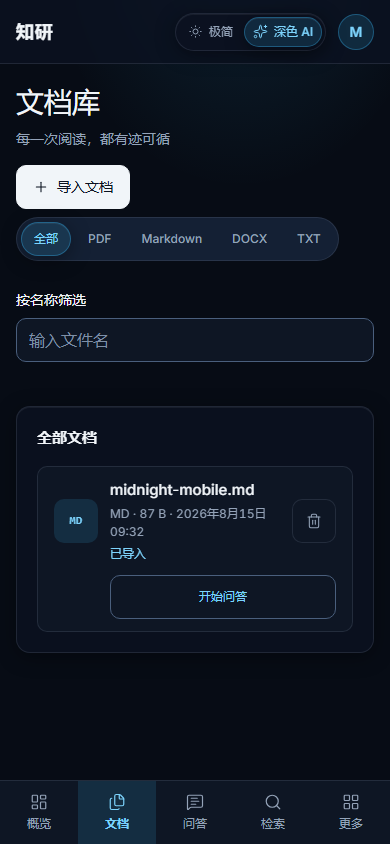 知研
极简
深色 AI
M
文档库
每一次阅读，都有迹可循
导入文档
全部
PDF
Markdown
DOCX
TXT
按名称筛选
输入文件名
全部文档
MD
midnight-mobile.md
MD · 87 B · 2026年8月15日
09:32
已导入
开始问答
概览
文档
问答
检索
更多